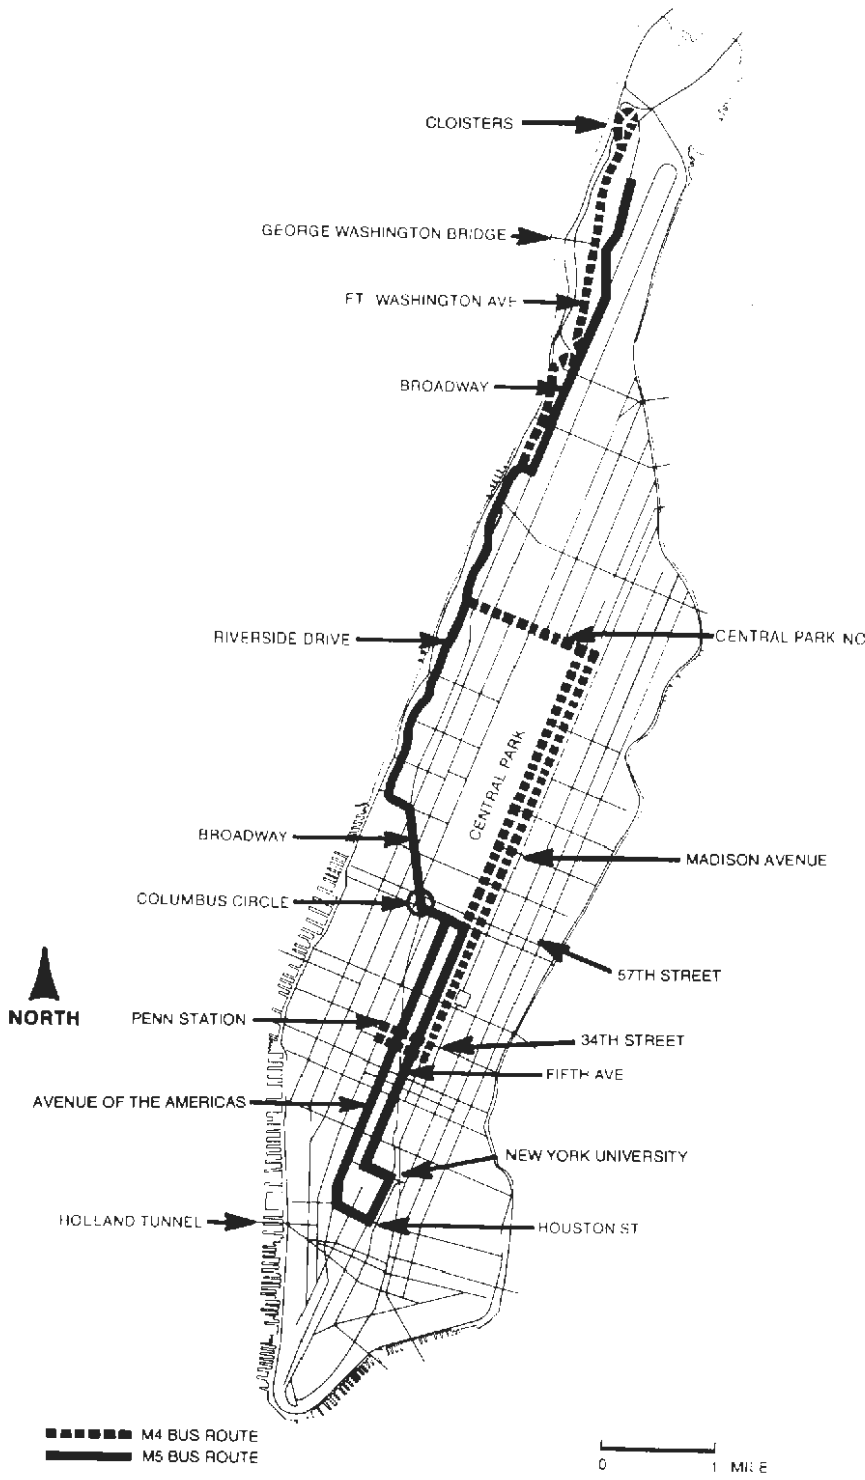 CLOISTERS
GEORGE WASHINGTON BRIDGE
FT. WASHINGTON AVE
BROADWAY
RIVERSIDE DRIVE
CENTRAL PARK NO
CENTRAL PARK
BROADWAY
MADISON AVENUE
COLUMBUS CIRCLE
57TH STREET
NORTH
PENN STATION
34TH STREET
FIFTH AVE
AVENUE OF THE AMERICAS
NEW YORK UNIVERSITY
HOLLAND TUNNEL
HOUSTON ST
M4 BUS ROUTE
M5 BUS ROUTE
0 1 MILE